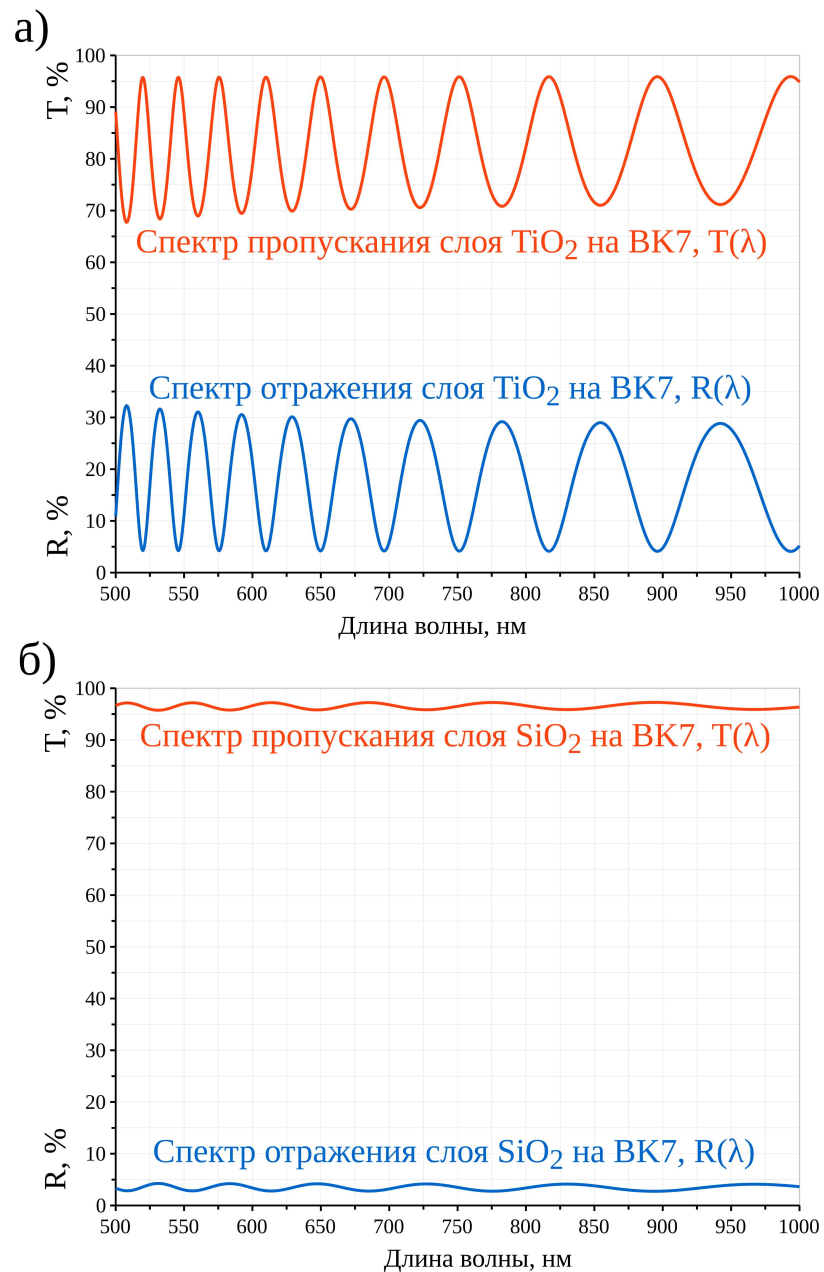 а)
T, %
100
90
80
70
60
50
40
30
20
10
0
Спектр пропускания слоя TiO2 на BK7, T(λ)
Спектр отражения слоя TiO2 на BK7, R(λ)
R, %
500 550 600 650 700 750 800 850 900 950 1000
Длина волны, нм
б)
T, %
100
90
80
70
60
50
40
30
20
10
0
Спектр пропускания слоя SiO2 на BK7, T(λ)
Спектр отражения слоя SiO2 на BK7, R(λ)
R, %
500 550 600 650 700 750 800 850 900 950 1000
Длина волны, нм